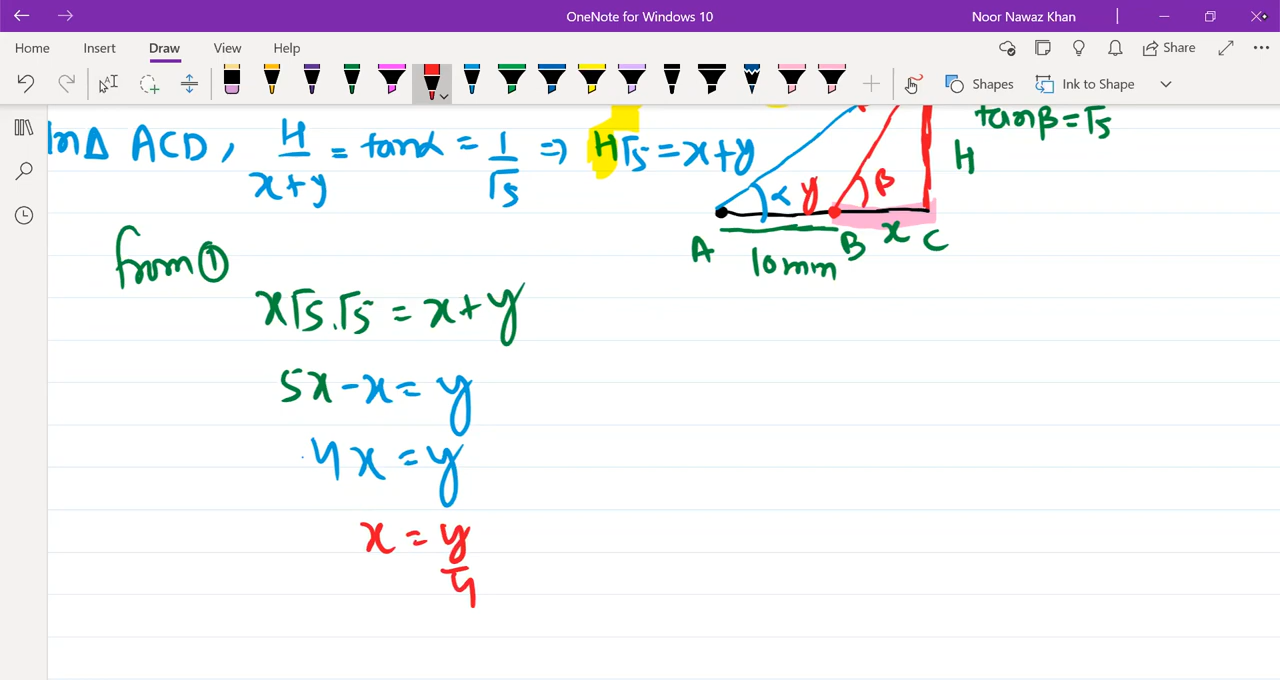 OneNote for Windows 10
Noor Nawaz Khan
Home Insert Draw View Help
Share
Shapes
Ink to Shape
In Δ ACD, H/(x+y) = tanα = 1/√5 ⇒ H√5 = x+y
tanβ = √5
H
α y β
A B x C
10mm
from ①
x√5.√5 = x+y
5x-x = y
4x = y
x = y/4